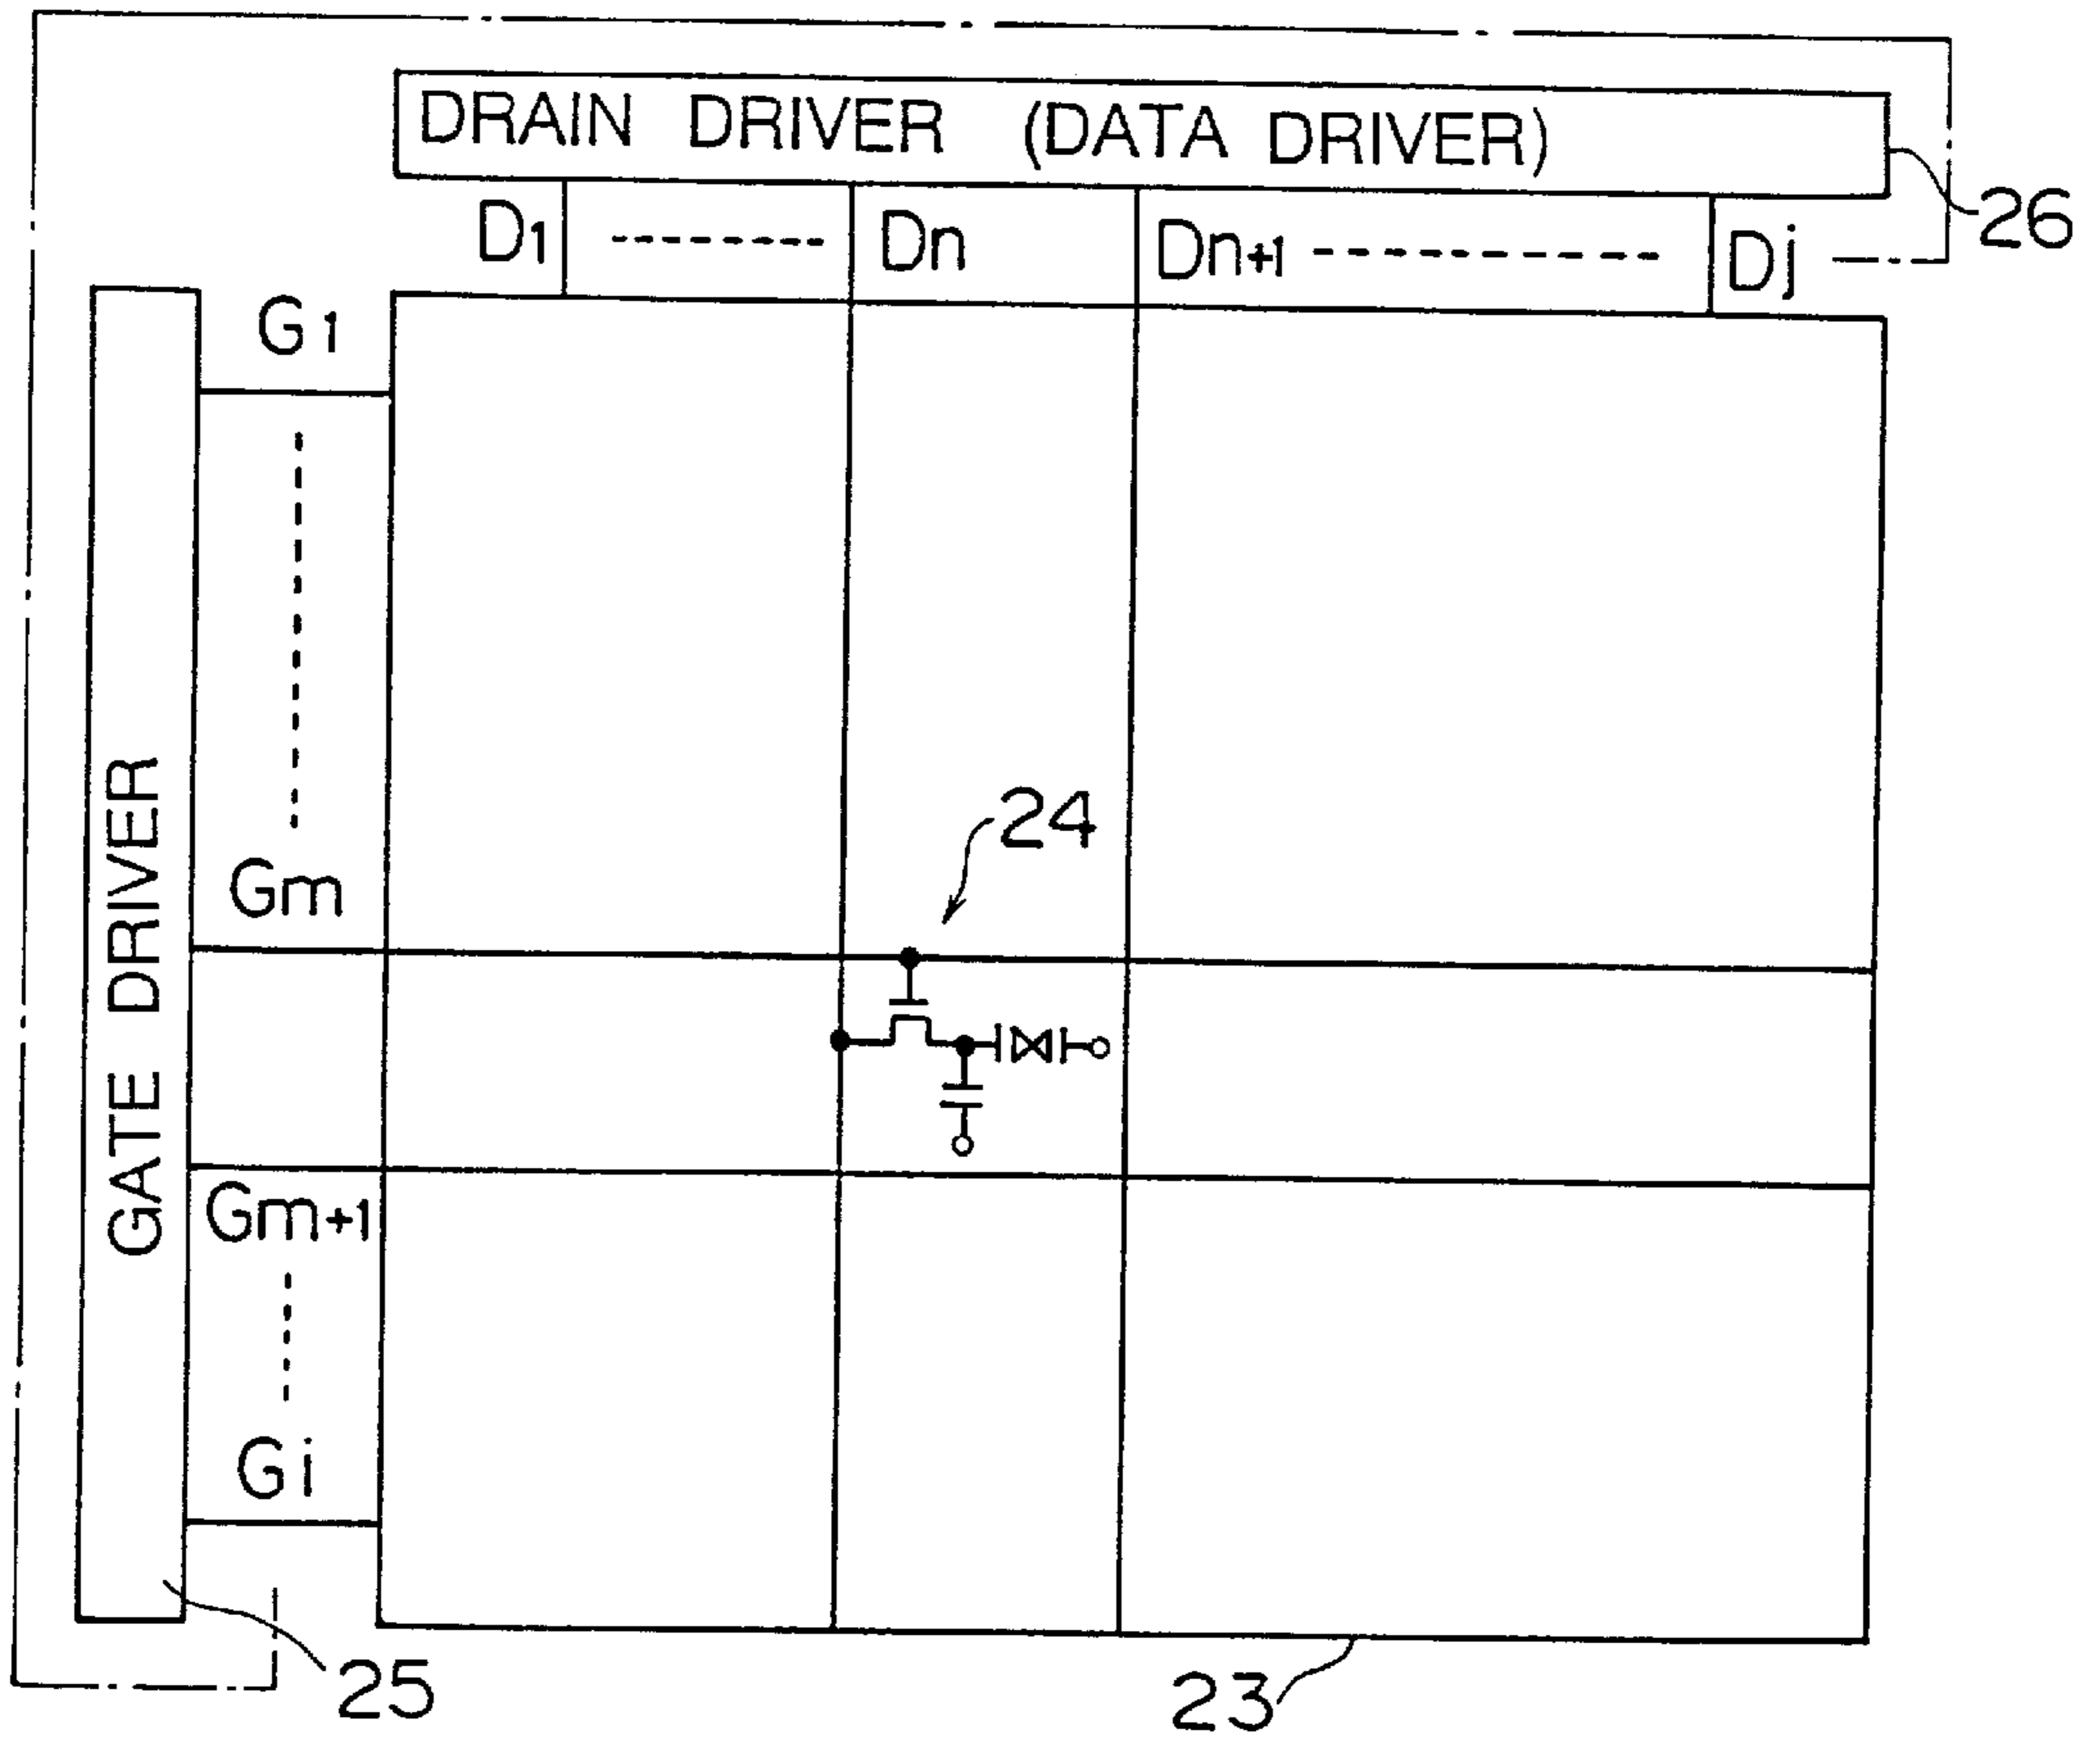 DRAIN DRIVER (DATA DRIVER)
26
D1
Dn
Dn+1
Dj
G1
Gm
24
GATE DRIVER
Gm+1
Gi
25
23